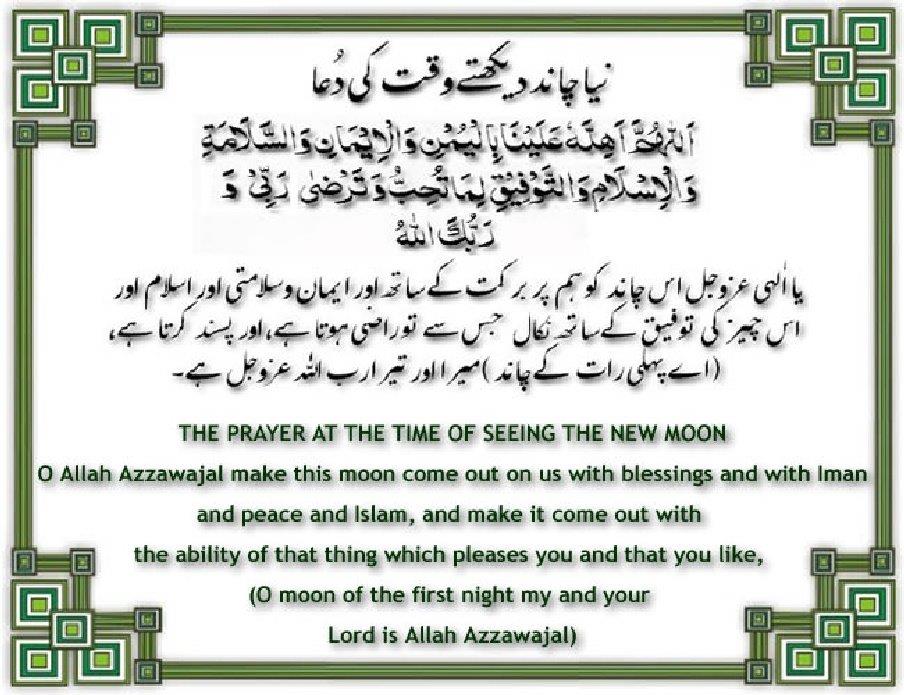 نیا چاند دیکھتے وقت کی دُعا
اَللّٰهُمَّ اَهِلَّهٗ عَلَیْنَا بِالْیُمْنِ وَالْاِیْمَانِ وَالسَّلَامَةِ
وَالْاِسْلَامِ وَالتَّوْفِیْقِ لِمَا تُحِبُّ وَتَرْضٰی رَبِّیْ وَ
رَبُّكَ اللّٰهُ
یا الٰہی عزوجل اس چاند کو ہم پر برکت کے ساتھ اور ایمان وسلامتی اور اسلام اور
اس چیز کی توفیق کے ساتھ نکال جس سے تو راضی ہوتا ہے، اور پسند کرتا ہے،
(اے پہلی رات کے چاند) میرا اور تیرا رب اللہ عزوجل ہے۔
THE PRAYER AT THE TIME OF SEEING THE NEW MOON
O Allah Azzawajal make this moon come out on us with blessings and with Iman
and peace and Islam, and make it come out with
the ability of that thing which pleases you and that you like,
(O moon of the first night my and your
Lord is Allah Azzawajal)